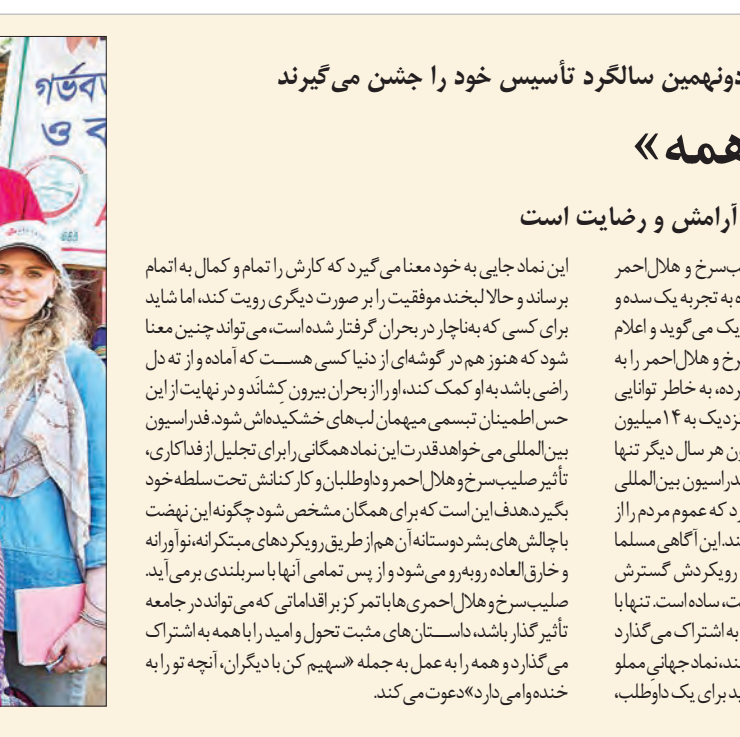 دونهمین سالگرد تأسیس خود را جشن می‌گیرند
همه»
آرامش و رضایت است
یب‌سرخ و هلال‌احمر
ه به تجربه یک سده و
یک می‌گوید و اعلام
رخ و هلال‌احمر را به
رده، به خاطر توانایی
نزدیک به ۱۴میلیون
ون هر سال دیگر تنها
دراسیون بین‌المللی
رد که عموم مردم را از
ند.این آگاهی مسلما
رویکردش گسترش
ت، ساده است. تنها با
به اشتراک می‌گذارد
ند،نماد جهانیِ مملو
ید برای یک داوطلب،
این نماد جایی به خود معنا می‌گیرد که کارش را تمام و کمال به اتمام
برساند و حالا لبخند موفقیت را بر صورت دیگری رویت کند، اما شاید
برای کسی که به‌ناچار در بحران گرفتار شده‌است، می‌تواند چنین معنا
شود که هنوز هم در گوشه‌ای از دنیا کسی هست که آماده و از ته دل
راضی باشد به او کمک کند، او را از بحران بیرون کِشانَد و در نهایت از این
حس اطمینان تبسمی میهمان لب‌های خشکیده‌اش شود. فدراسیون
بین‌المللی می‌خواهد قدرت این نماد همگانی را برای تجلیل از فداکاری،
تأثیر صلیب‌سرخ و هلال‌احمر و داوطلبان و کارکنانش تحت سلطه خود
بگیرد.هدف این است که برای همگان مشخص شود چگونه این نهضت
با چالش‌های بشردوستانه آن هم از طریق رویکردهای مبتکرانه، نوآورانه
و خارق‌العاده روبه‌رو می‌شود و از پس تمامی آنها با سربلندی برمی‌آید.
صلیب‌سرخ و هلال‌احمری‌ها با تمرکز بر اقداماتی که می‌تواند در جامعه
تأثیرگذار باشد، داستان‌های مثبت تحول و امید را با همه به اشتراک
می‌گذارد و همه را به عمل به جمله «سهیم کن با دیگران، آنچه تو را به
خنده وامی‌دارد» دعوت می‌کند.
গর্ভব
ও ব